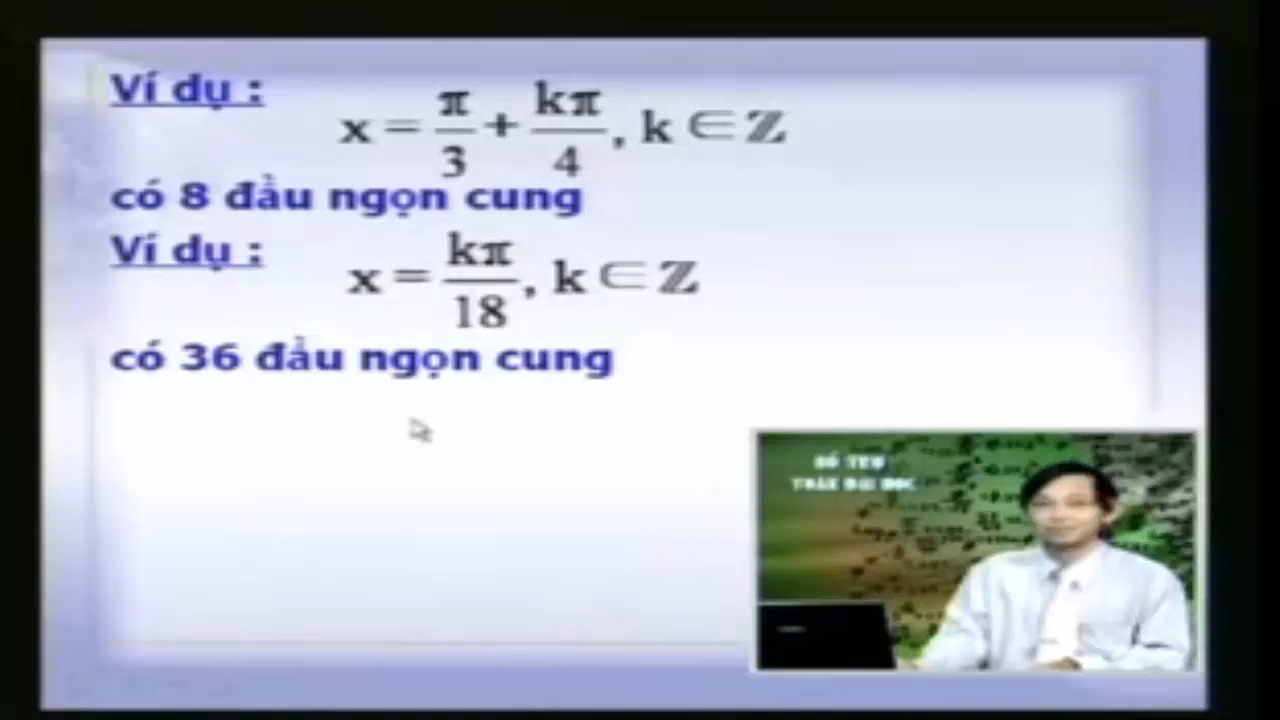 Ví dụ :
x = π/3 + kπ/4 , k ∈ ℤ
có 8 đầu ngọn cung
Ví dụ :
x = kπ/18 , k ∈ ℤ
có 36 đầu ngọn cung